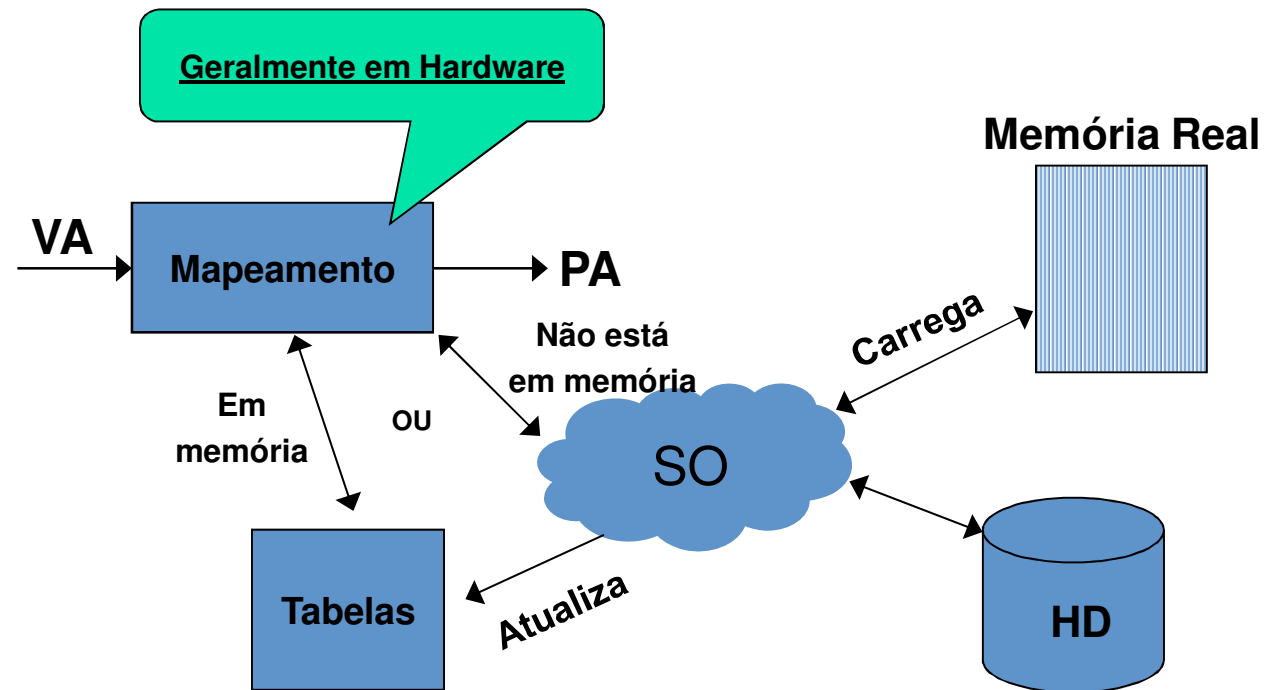 Geralmente em Hardware
Memória Real
VA
Mapeamento
PA
Não está
em memória
Carrega
Em
memória
OU
SO
Tabelas
Atualiza
HD